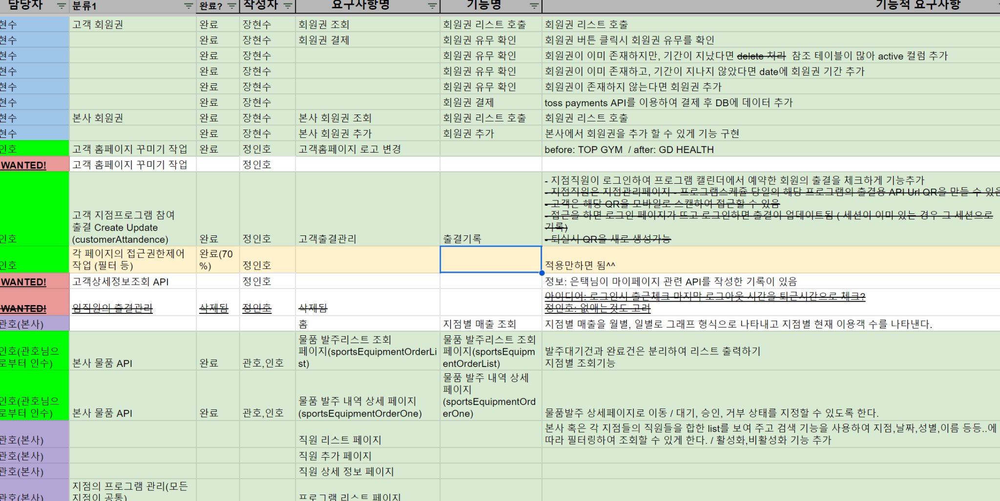 담당자 분류1 완료? 작성자 요구사항명 기능명 기능적 요구사항
현수 고객 회원권 완료 장현수 회원권 조회 회원권 리스트 호출 회원권 리스트 호출
현수 완료 장현수 회원권 결제 회원권 유무 확인 회원권 버튼 클릭시 회원권 유무를 확인
현수 완료 장현수 회원권 유무 확인 회원권이 이미 존재하지만, 기간이 지났다면 delete 처리 참조 테이블이 많아 active 컬럼 추가
현수 완료 장현수 회원권 유무 확인 회원권이 이미 존재하고, 기간이 지나지 않았다면 date에 회원권 기간 추가
현수 완료 장현수 회원권 유무 확인 회원권이 존재하지 않는다면 회원권 추가
현수 완료 장현수 회원권 결제 toss payments API를 이용하여 결제 후 DB에 데이터 추가
현수 본사 회원권 완료 장현수 본사 회원권 조회 회원권 리스트 호출 회원권 리스트 호출
현수 완료 장현수 본사 회원권 추가 회원권 추가 본사에서 회원권을 추가 할 수 있게 기능 구현
인호 고객 홈페이지 꾸미기 작업 완료 정인호 고객홈페이지 로고 변경 before: TOP GYM / after: GD HEALTH
WANTED! 고객 홈페이지 꾸미기 작업 정인호
- 지점직원이 로그인하여 프로그램 캘린더에서 예약한 회원의 출결을 체크하게 기능추가
- 지점직원은 지점관리페이지 - 프로그램스케쥴 당일의 해당 프로그램의 출결용 API Url QR을 만들 수 있음
- 고객은 해당 QR을 모바일로 스캔하여 접근할 수 있음
- 접근을 하면 로그인 페이지가 뜨고 로그인하면 출결이 업데이트됨 ( 세션이 이미 있는 경우 그 세션으로
기록)
- 퇴실시 QR을 새로 생성가능
고객 지점프로그램 참여
출결 Create Update
(customerAttandence)
인호 완료 정인호 고객출결관리 출결기록
각 페이지의 접근권한제어
작업 (필터 등)
완료(70
%)
인호 정인호 적용만하면 됨^^
WANTED! 고객상세정보조회 API 정인호 정보: 은택님이 마이페이지 관련 API를 작성한 기록이 있음
아이디어: 로그인시 출근체크 마지막 로그아웃 시간을 퇴근시간으로 체크?
WANTED! 임직원의 출결관리 삭제됨 정인호 삭제됨 정인호: 없애는것도 고려
관호(본사) 홈 지점별 매출 조회 지점별 매출을 월별, 일별로 그래프 형식으로 나타내고 지점별 현재 이용객 수를 나타낸다.
인호(관호님으
로부터 인수)
본사 물품 API 완료 관호,인호
물품 발주리스트 조회
페이지(sportsEquipmentOrderLi
st)
물품 발주리스트 조회
페이지(sportsEquipm
entOrderList)
발주대기건과 완료건은 분리하여 리스트 출력하기
지점별 조회기능
인호(관호님으
로부터 인수)
본사 물품 API 완료 관호,인호
물품 발주 내역 상세 페이지
(sportsEquipmentOrderOne)
물품 발주 내역 상세
페이지
(sportsEquipmentOrd
erOne)
물품발주 상세페이지로 이동 / 대기, 승인, 거부 상태를 지정할 수 있도록 한다.
관호(본사) 직원 리스트 페이지
본사 혹은 각 지점들의 직원들을 합한 list를 보여 주고 검색 기능을 사용하여 지점,날짜,성별,이름 등등..에
따라 필터링하여 조회할 수 있게 한다. / 활성화,비활성화 기능 추가
관호(본사) 직원 추가 페이지
관호(본사) 직원 상세 정보 페이지
지점의 프로그램 관리(모든
지점이 공통)
관호(본사) 프로그램 리스트 페이지